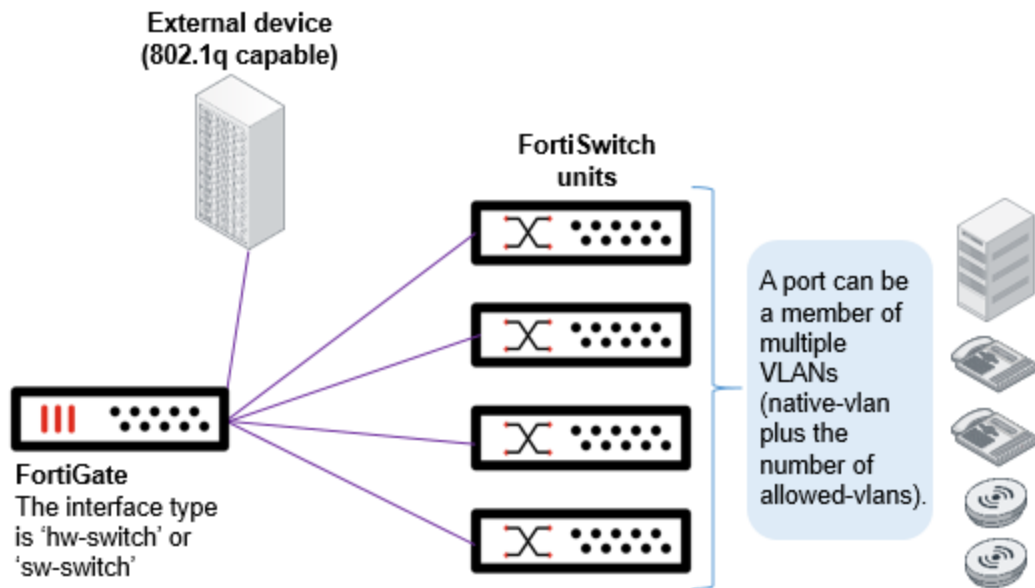 External device
(802.1q capable)
FortiSwitch
units
A port can be
a member of
multiple
VLANs
(native-vlan
plus the
number of
allowed-vlans).
FortiGate
The interface type
is ‘hw-switch’ or
‘sw-switch’